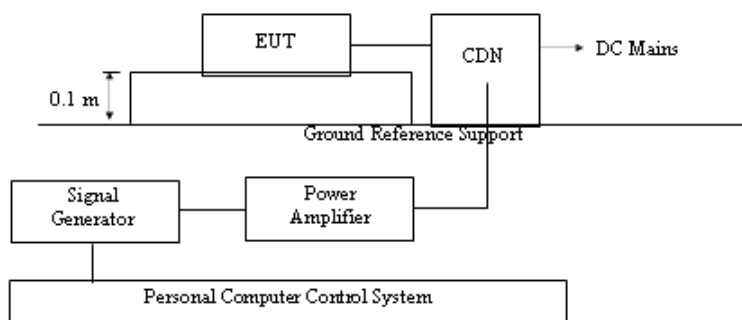 EUT
CDN
DC Mains
0.1 m
Ground Reference Support
Signal
Generator
Power
Amplifier
Personal Computer Control System